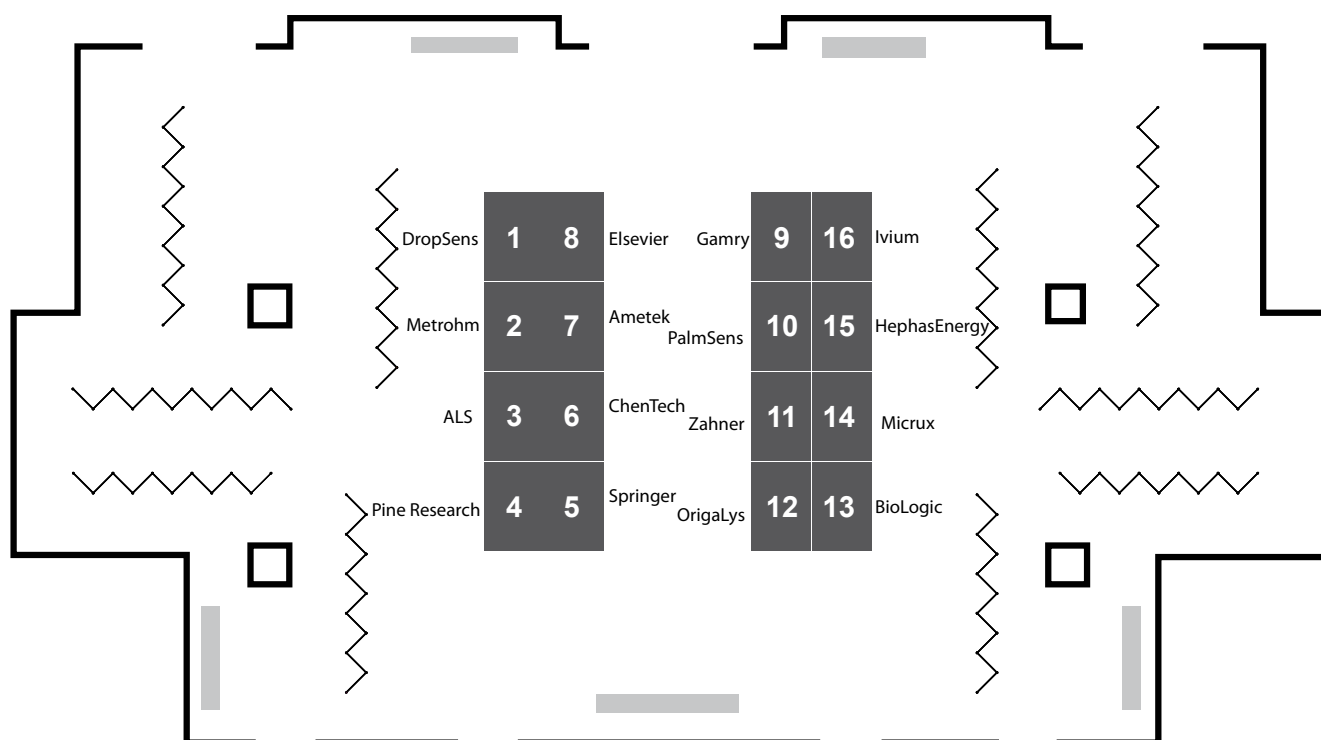 DropSens 1 8 Elsevier Gamry 9 16 Ivium
Metrohm 2 7 Ametek PalmSens 10 15 HephasEnergy
ALS 3 6 ChenTech Zahner 11 14 Micrux
Pine Research 4 5 Springer OrigaLys 12 13 BioLogic